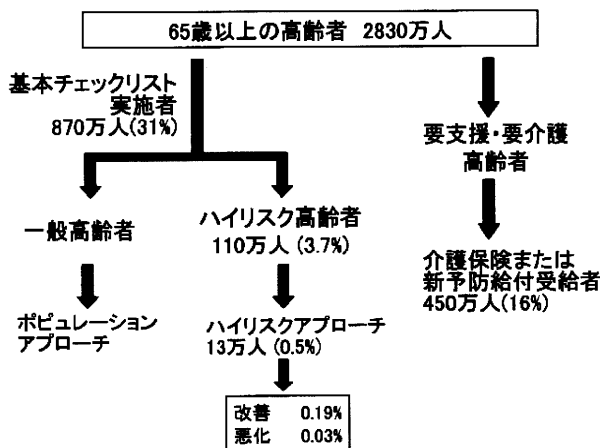 65歳以上の高齢者 2830万人
基本チェックリスト
実施者
870万人(31%)
要支援・要介護
高齢者
一般高齢者
ハイリスク高齢者
110万人 (3.7%)
介護保険または
新予防給付受給者
450万人(16%)
ポピュレーション
アプローチ
ハイリスクアプローチ
13万人 (0.5%)
改善 0.19%
悪化 0.03%